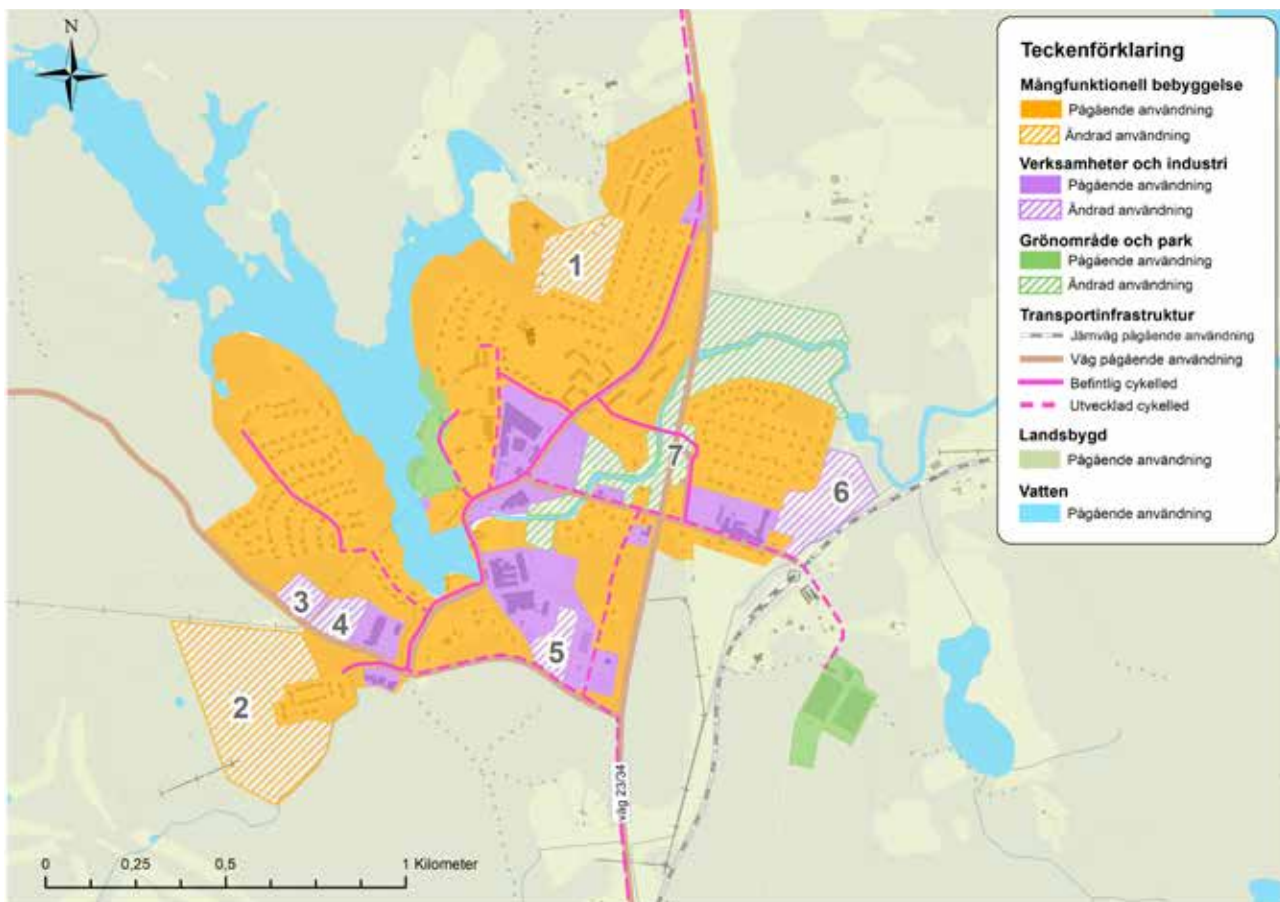 N
Teckenförklaring
Mångfunktionell bebyggelse
Pågående användning
Ändrad användning
Verksamheter och industri
Pågående användning
Ändrad användning
Grönområde och park
Pågående användning
Ändrad användning
Transportinfrastruktur
Järnväg pågående användning
Väg pågående användning
Befintlig cykelled
Utvecklad cykelled
Landsbygd
Pågående användning
Vatten
Pågående användning
1
7
6
3
4
5
2
väg 23/34
0 0,25 0,5 1 Kilometer